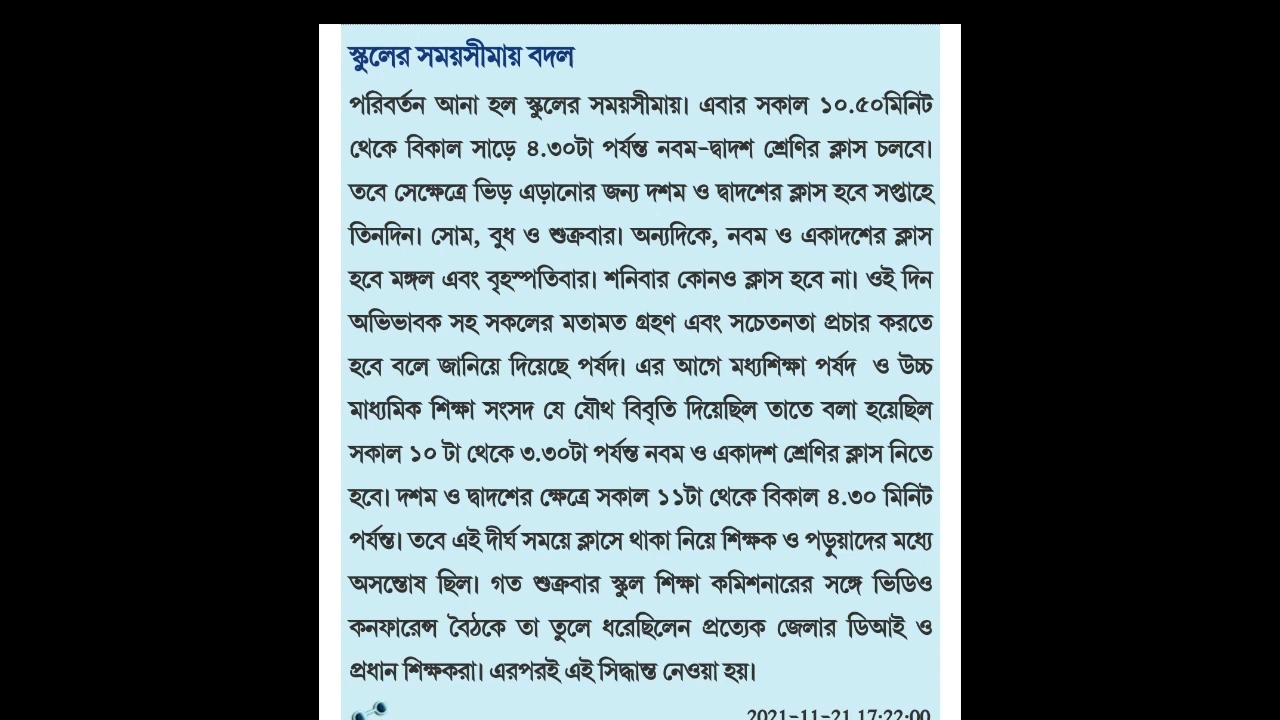 স্কুলের সময়সীমায় বদল
পরিবর্তন আনা হল স্কুলের সময়সীমায়। এবার সকাল ১০.৫০মিনিট
থেকে বিকাল সাড়ে ৪.৩০টা পর্যন্ত নবম-দ্বাদশ শ্রেণির ক্লাস চলবে।
তবে সেক্ষেত্রে ভিড় এড়ানোর জন্য দশম ও দ্বাদশের ক্লাস হবে সপ্তাহে
তিনদিন। সোম, বুধ ও শুক্রবার। অন্যদিকে, নবম ও একাদশের ক্লাস
হবে মঙ্গল এবং বৃহস্পতিবার। শনিবার কোনও ক্লাস হবে না। ওই দিন
অভিভাবক সহ সকলের মতামত গ্রহণ এবং সচেতনতা প্রচার করতে
হবে বলে জানিয়ে দিয়েছে পর্ষদ। এর আগে মধ্যশিক্ষা পর্ষদ ও উচ্চ
মাধ্যমিক শিক্ষা সংসদ যে যৌথ বিবৃতি দিয়েছিল তাতে বলা হয়েছিল
সকাল ১০ টা থেকে ৩.৩০টা পর্যন্ত নবম ও একাদশ শ্রেণির ক্লাস নিতে
হবে। দশম ও দ্বাদশের ক্ষেত্রে সকাল ১১টা থেকে বিকাল ৪.৩০ মিনিট
পর্যন্ত। তবে এই দীর্ঘ সময়ে ক্লাসে থাকা নিয়ে শিক্ষক ও পড়ুয়াদের মধ্যে
অসন্তোষ ছিল। গত শুক্রবার স্কুল শিক্ষা কমিশনারের সঙ্গে ভিডিও
কনফারেন্স বৈঠকে তা তুলে ধরেছিলেন প্রত্যেক জেলার ডিআই ও
প্রধান শিক্ষকরা। এরপরই এই সিদ্ধান্ত নেওয়া হয়।
2021-11-21 17:22:00